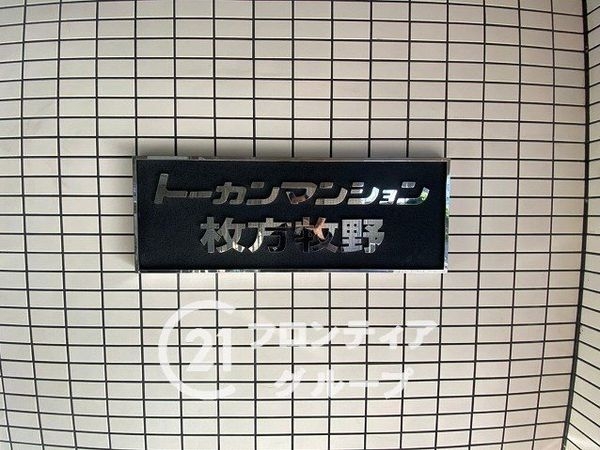 トーカンマンション
枚方牧野
21 フロンティア
グループ